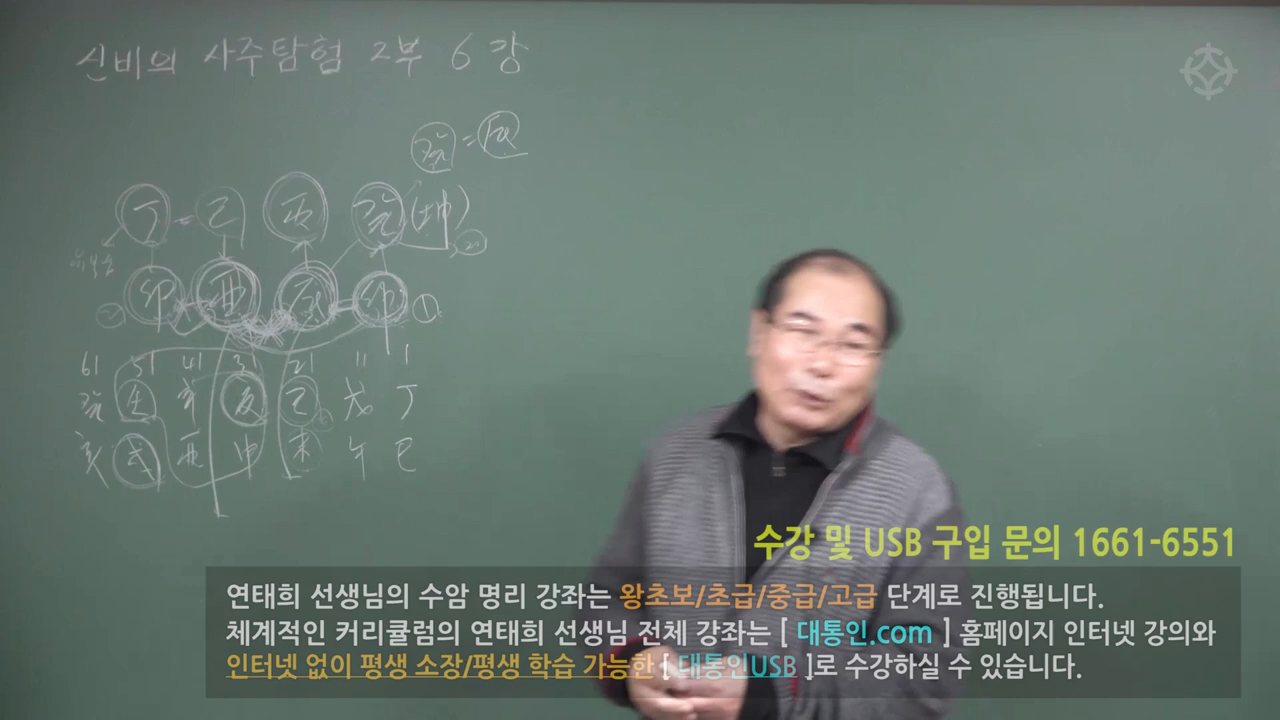 신비의 사주탐험 2부 6강
癸 = 辰
丁 = 己 丙 癸 (坤)
卯 酉 辰 卯 ①
61 51 41 31 21 11 1
癸 壬 辛 庚 己 戊 丁
亥 戌 酉 申 未 午 巳
수강 및 USB 구입 문의 1661-6551
연태희 선생님의 수암 명리 강좌는 왕초보/초급/중급/고급 단계로 진행됩니다.
체계적인 커리큘럼의 연태희 선생님 전체 강좌는 [ 대통인.com ] 홈페이지 인터넷 강의와
인터넷 없이 평생 소장/평생 학습 가능한 [ 대통인USB ]로 수강하실 수 있습니다.